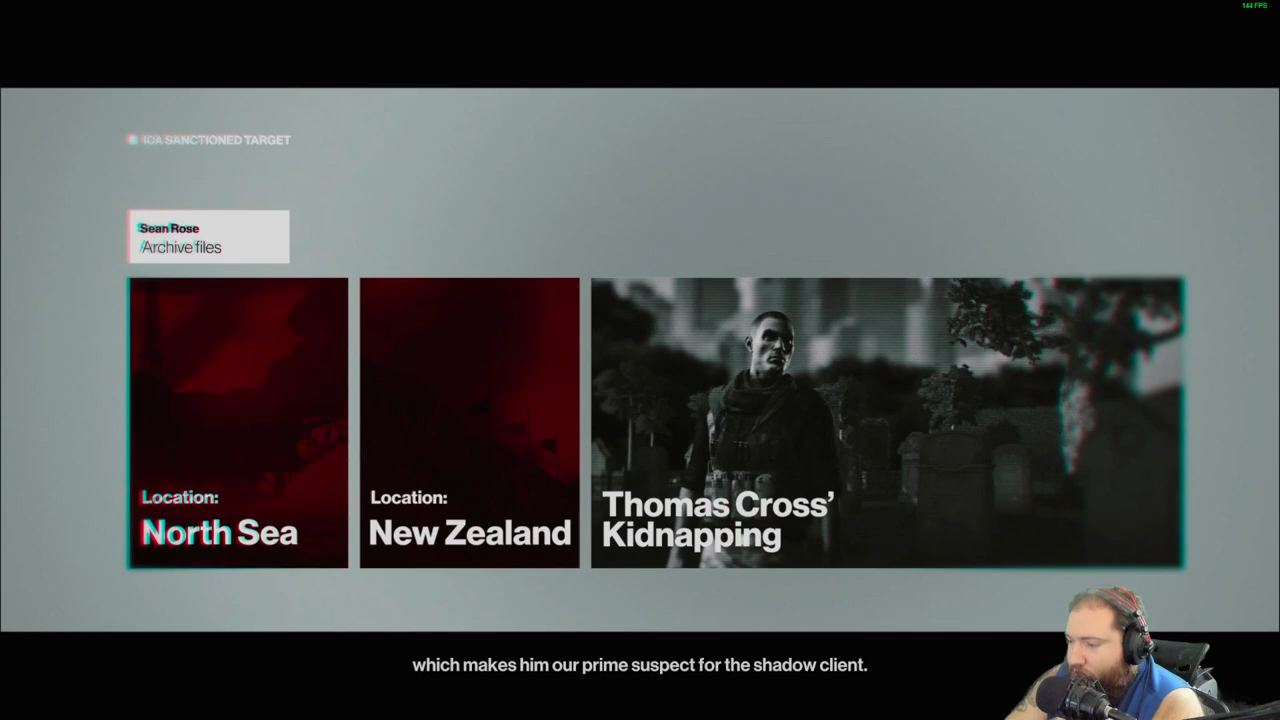 144 FPS
ICA SANCTIONED TARGET
Sean Rose
Archive files
Location:
North Sea
Location:
New Zealand
Thomas Cross'
Kidnapping
which makes him our prime suspect for the shadow client.